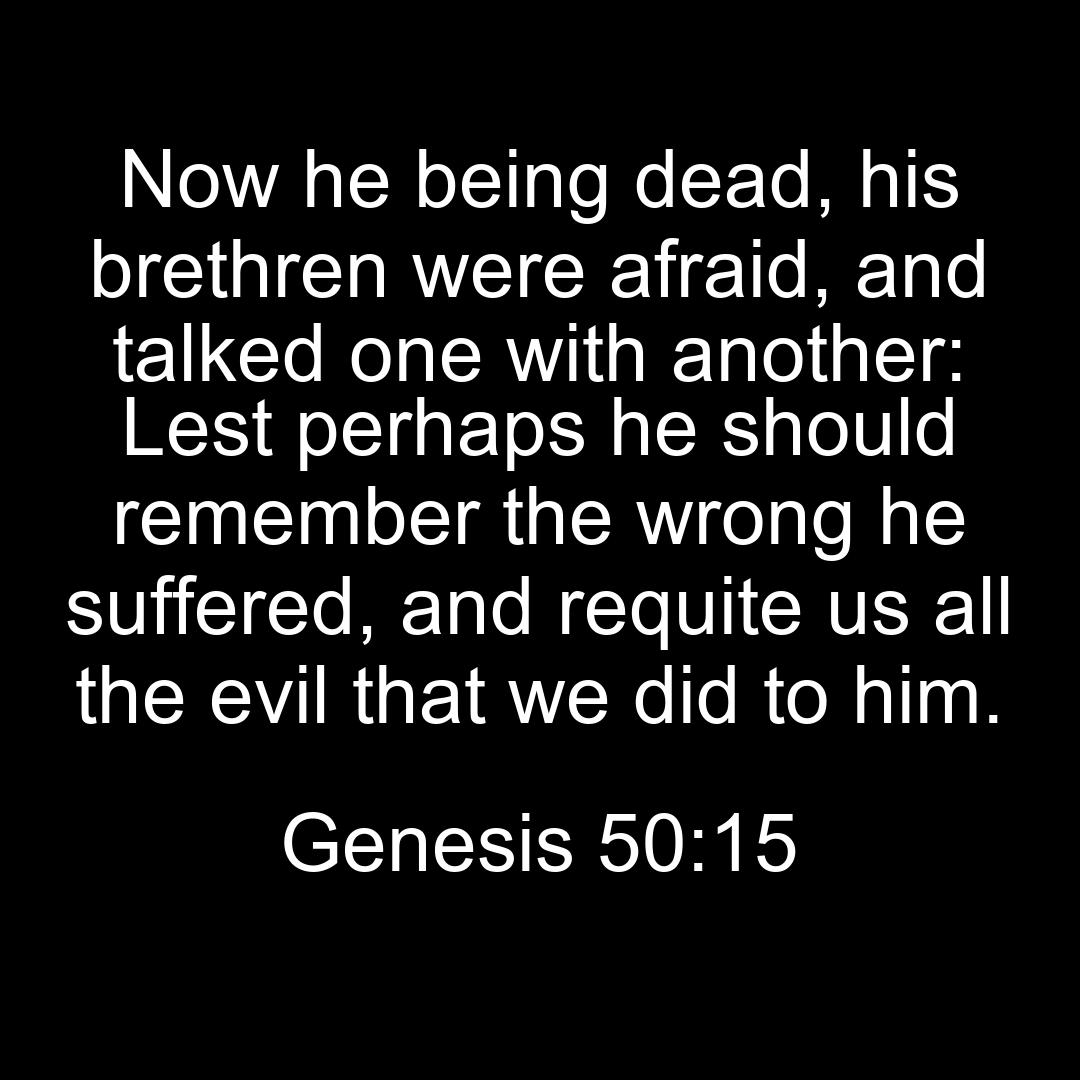 Now he being dead, his
brethren were afraid, and
talked one with another:
Lest perhaps he should
remember the wrong he
suffered, and requite us all
the evil that we did to him.
Genesis 50:15